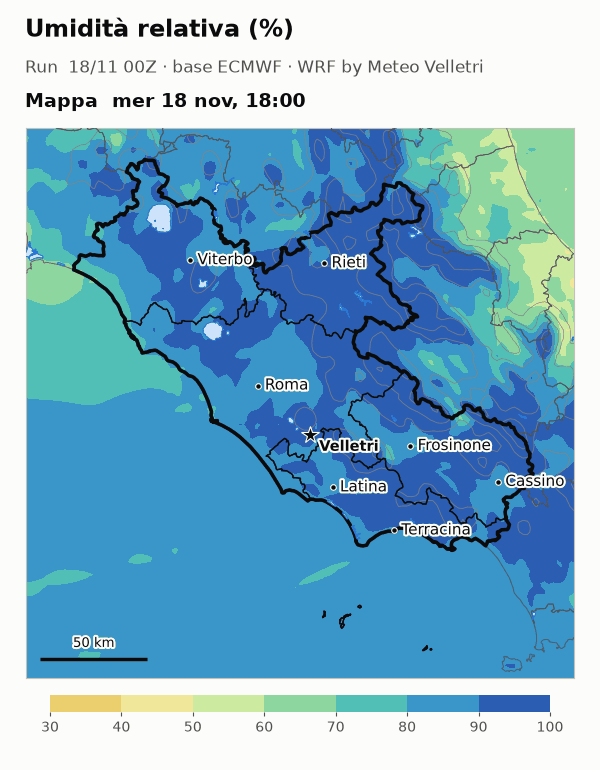 Umidità relativa (%)
Run  18/11 00Z · base ECMWF · WRF by Meteo Velletri
Mappa  mer 18 nov, 18:00
Viterbo
Rieti
Roma
Velletri
Frosinone
Cassino
Latina
Terracina
50 km
30 40 50 60 70 80 90 100